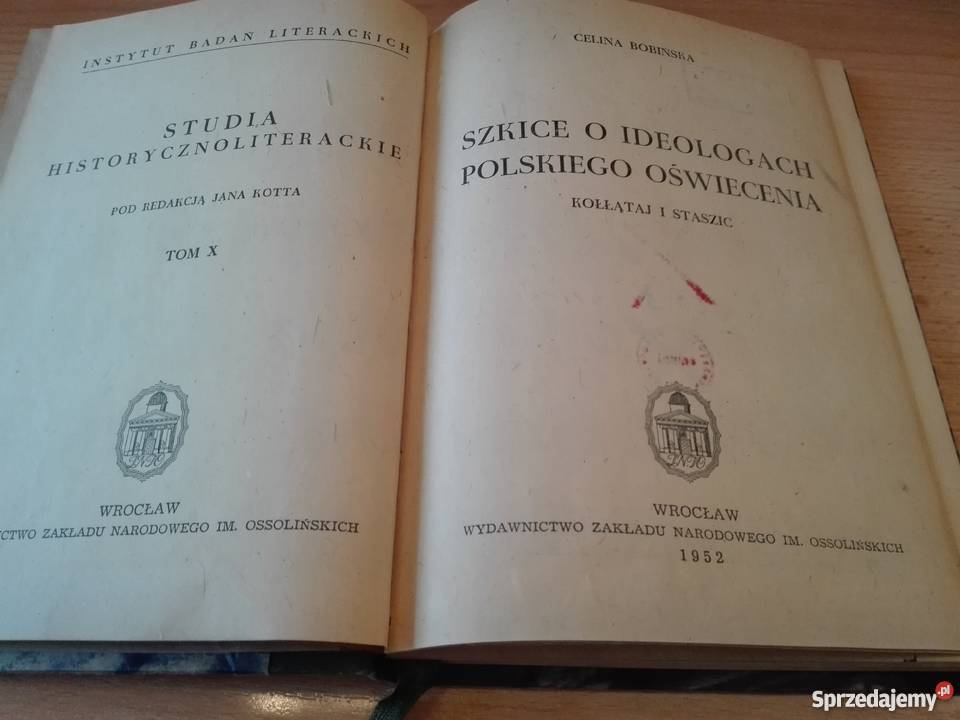 INSTYTUT BADAŃ LITERACKICH
STUDIA
HISTORYCZNOLITERACKIE
POD REDAKCJĄ JANA KOTTA
TOM X
WROCŁAW
ZAKŁADU NARODOWEGO IM. OSSOLIŃSKICH
CELINA BOBIŃSKA
SZKICE O IDEOLOGACH
POLSKIEGO OŚWIECENIA
KOŁŁĄTAJ I STASZIC
WROCŁAW
WYDAWNICTWO ZAKŁADU NARODOWEGO IM. OSSOLIŃSKICH
1952
Sprzedajemy.pl